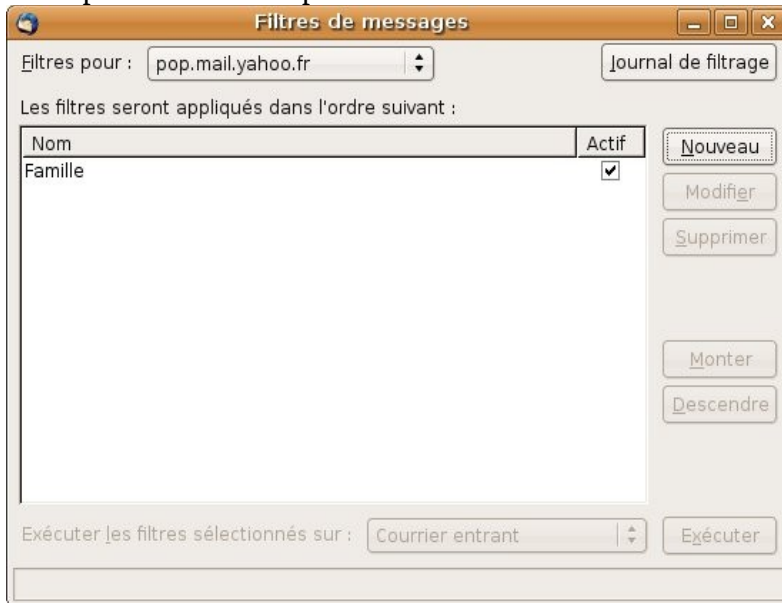 Filtres de messages
Filtres pour : pop.mail.yahoo.fr Journal de filtrage
Les filtres seront appliqués dans l'ordre suivant :
Nom Actif Nouveau
Famille
Modifier
Supprimer
Monter
Descendre
Exécuter les filtres sélectionnés sur : Courrier entrant Exécuter